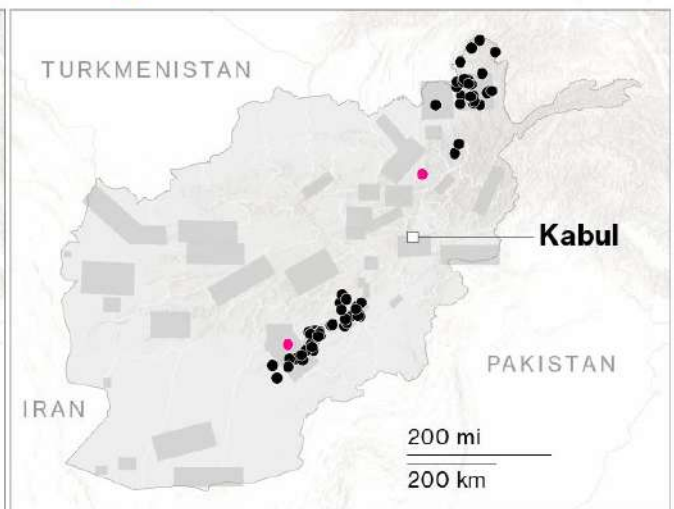 TURKMENISTAN
Kabul
PAKISTAN
IRAN
200 mi
200 km